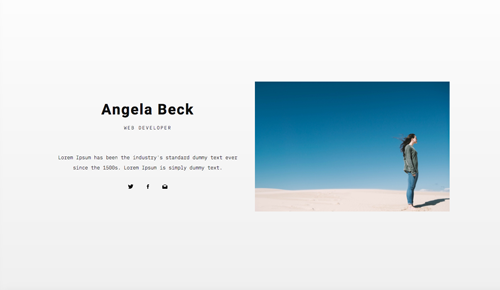 Angela Beck
WEB DEVELOPER
Lorem Ipsum has been the industry's standard dummy text ever
since the 1500s. Lorem Ipsum is simply dummy text.